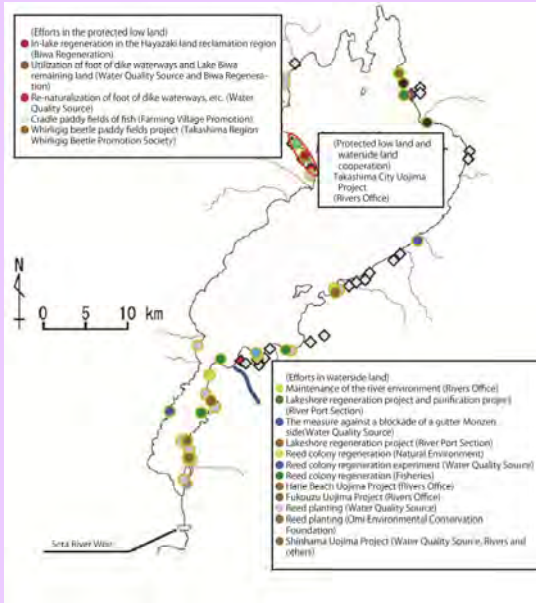 (Efforts in the protected low land)
In-lake regeneration in the Hayazaki land reclamation region
(Biwa Regeneration)
Utilization of foot of dike waterways and Lake Biwa
remaining land (Water Quality Source and Biwa Regenera-
tion)
Re-naturalization of foot of dike waterways, etc. (Water
Quality Source)
Cradle paddy fields of fish (Farming Village Promotion)
Whirligig beetle paddy fields project (Takashima Region
Whirligig Beetle Promotion Society)
(Protected low land and
waterside land
cooperation)
Takashima City Uojima
Project
(Rivers Office)
N
0 5 10 km
(Efforts in waterside land)
Maintenance of the river environment (Rivers Office)
Lakeshore regeneration project and purification project
(River Port Section)
The measure against a blockade of a gutter Monzen
side(Water Quality Source)
Lakeshore regeneration project (River Port Section)
Reed colony regeneration (Natural Environment)
Reed colony regeneration experiment (Water Quality Source)
Reed colony regeneration (Fisheries)
Harie Beach Uojima Project (Rivers Office)
Fukouzu Uojima Project (Rivers Office)
Reed planting (Water Quality Source)
Reed planting (Omi Environmental Conservation
Foundation)
Shinhama Uojima Project (Water Quality Source, Rivers and
others)
Seta River Weir